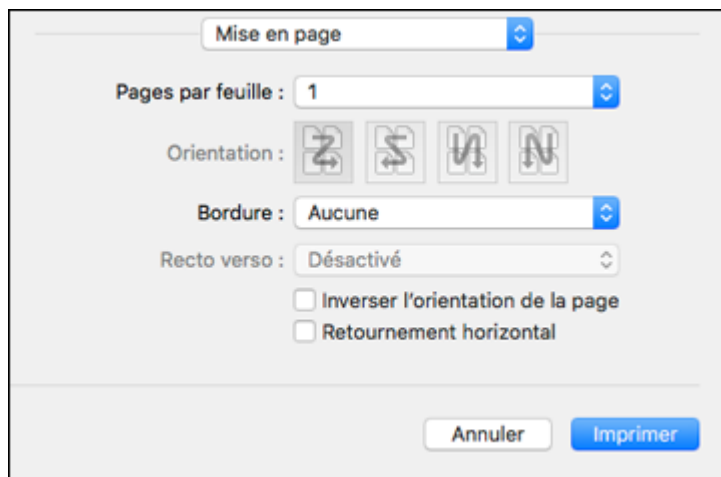 Mise en page
Pages par feuille : 1
Orientation :
Bordure : Aucune
Recto verso : Désactivé
Inverser l'orientation de la page
Retournement horizontal
Annuler Imprimer